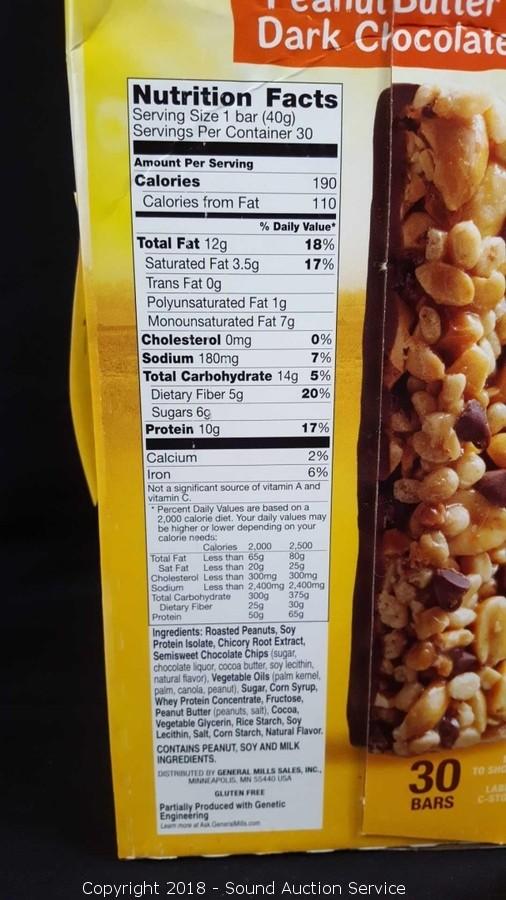 Peanut Butter
Dark Chocolate
Nutrition Facts
Serving Size 1 bar (40g)
Servings Per Container 30
Amount Per Serving
Calories 190
Calories from Fat 110
% Daily Value*
Total Fat 12g 18%
Saturated Fat 3.5g 17%
Trans Fat 0g
Polyunsaturated Fat 1g
Monounsaturated Fat 7g
Cholesterol 0mg 0%
Sodium 180mg 7%
Total Carbohydrate 14g 5%
Dietary Fiber 5g 20%
Sugars 6g
Protein 10g 17%
Calcium 2%
Iron 6%
Not a significant source of vitamin A and
vitamin C.
* Percent Daily Values are based on a
2,000 calorie diet. Your daily values may
be higher or lower depending on your
calorie needs:
Calories 2,000 2,500
Total Fat Less than 65g 80g
Sat Fat Less than 20g 25g
Cholesterol Less than 300mg 300mg
Sodium Less than 2,400mg 2,400mg
Total Carbohydrate 300g 375g
Dietary Fiber 25g 30g
Protein 50g 65g
Ingredients: Roasted Peanuts, Soy
Protein Isolate, Chicory Root Extract,
Semisweet Chocolate Chips (sugar,
chocolate liquor, cocoa butter, soy lecithin,
natural flavor), Vegetable Oils (palm kernel,
palm, canola, peanut), Sugar, Corn Syrup,
Whey Protein Concentrate, Fructose,
Peanut Butter (peanuts, salt), Cocoa,
Vegetable Glycerin, Rice Starch, Soy
Lecithin, Salt, Corn Starch, Natural Flavor.
CONTAINS PEANUT, SOY AND MILK
INGREDIENTS.
DISTRIBUTED BY GENERAL MILLS SALES, INC.,
MINNEAPOLIS, MN 55440 USA
GLUTEN FREE
Partially Produced with Genetic
Engineering
Learn more at Ask.GeneralMills.com
30
BARS
TO
Copyright 2018 - Sound Auction Service